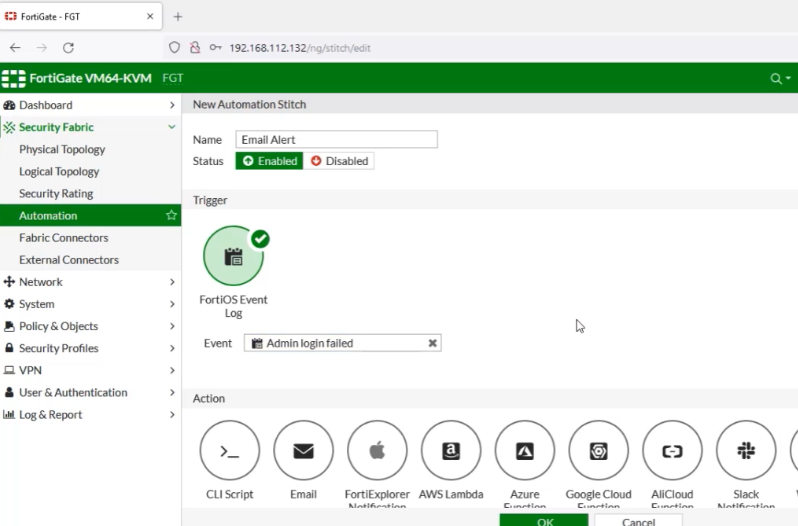 FortiGate - FGT
192.168.112.132/ng/stitch/edit
FortiGate VM64-KVM FGT
Dashboard
Security Fabric
Physical Topology
Logical Topology
Security Rating
Automation
Fabric Connectors
External Connectors
Network
System
Policy & Objects
Security Profiles
VPN
User & Authentication
Log & Report
New Automation Stitch
Name Email Alert
Status Enabled Disabled
Trigger
FortiOS Event
Log
Event Admin login failed
Action
CLI Script
Email
FortiExplorer
Notification
AWS Lambda
Azure
Function
Google Cloud
Function
AliCloud
Function
Slack
Notification
OK Cancel